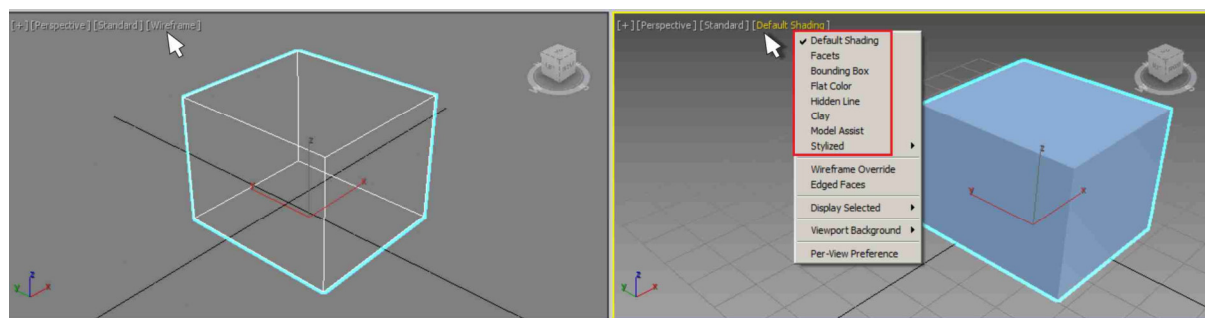 [+][Perspective][Standard][Wireframe]
z
y
x
z
y
x
[+][Perspective][Standard][Default Shading]
Default Shading
Facets
Bounding Box
Flat Color
Hidden Line
Clay
Model Assist
Stylized
Wireframe Override
Edged Faces
Display Selected
Viewport Background
Per-View Preference
z
y
x
z
y
x